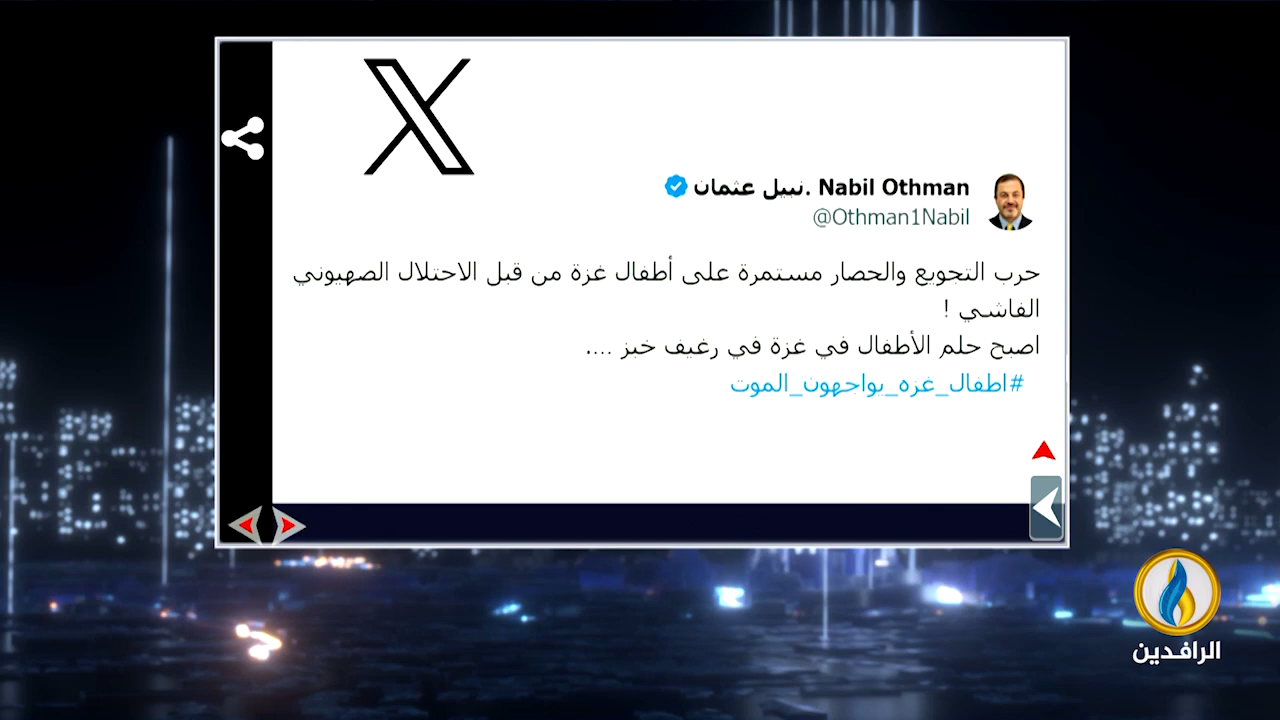 Nabil Othman .نبيل عثمان
@Othman1Nabil
حرب التجويع والحصار مستمرة على أطفال غزة من قبل الاحتلال الصهيوني
الفاشي !
اصبح حلم الأطفال في غزة في رغيف خبز ....
#اطفال_غزه_يواجهون_الموت
الرافدين